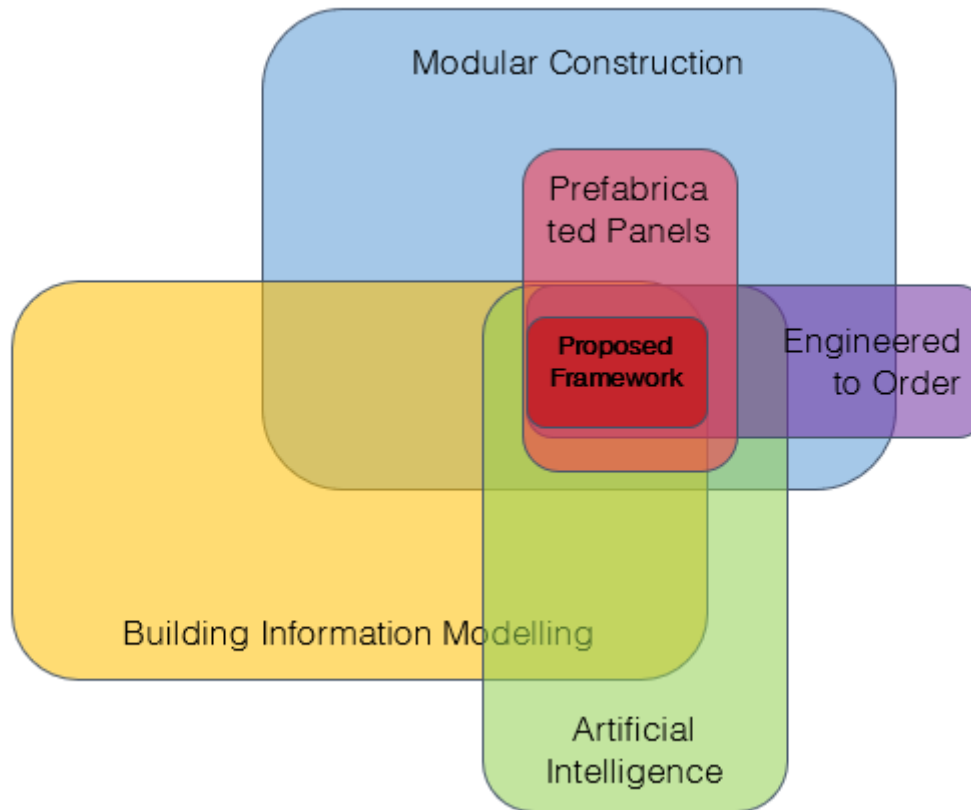 Modular Construction
Prefabrica
ted Panels
Proposed
Framework
Engineered
to Order
Building Information Modelling
Artificial
Intelligence